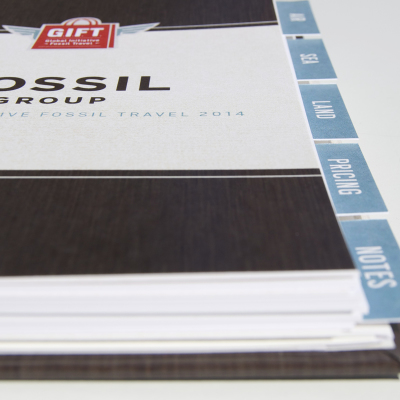 GIFT
Global Initiative
Fossil Travel
OSSIL
GROUP
IVE FOSSIL TRAVEL 2014
AIR
SEA
LAND
PRICING
NOTES